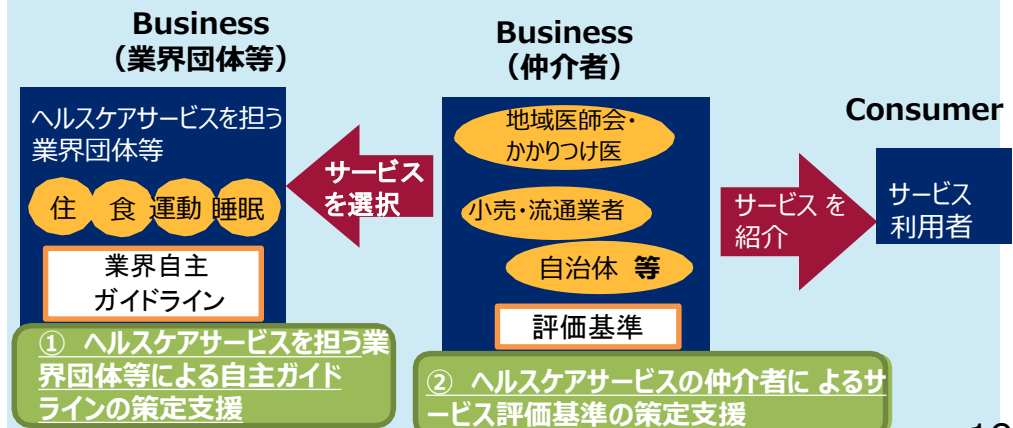 Business
（業界団体等）
Business
（仲介者）
Consumer
ヘルスケアサービスを担う
業界団体等
住 食 運動 睡眠
業界自主
ガイドライン
① ヘルスケアサービスを担う業
界団体等による自主ガイド
ラインの策定支援
サービス
を選択
地域医師会・
かかりつけ医
小売・流通業者
自治体 等
評価基準
② ヘルスケアサービスの仲介者に よるサ
ービス評価基準の策定支援
サービス を
紹介
サービス
利用者